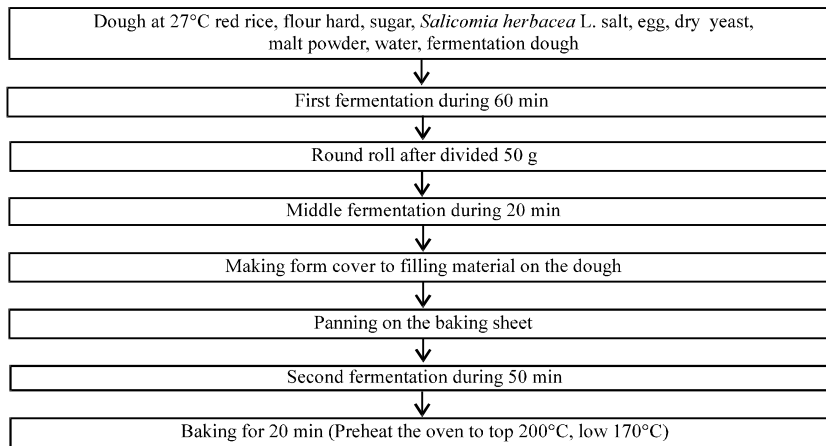 Dough at 27°C red rice, flour hard, sugar, Salicomia herbacea L. salt, egg, dry yeast,
malt powder, water, fermentation dough
First fermentation during 60 min
Round roll after divided 50 g
Middle fermentation during 20 min
Making form cover to filling material on the dough
Panning on the baking sheet
Second fermentation during 50 min
Baking for 20 min (Preheat the oven to top 200°C, low 170°C)